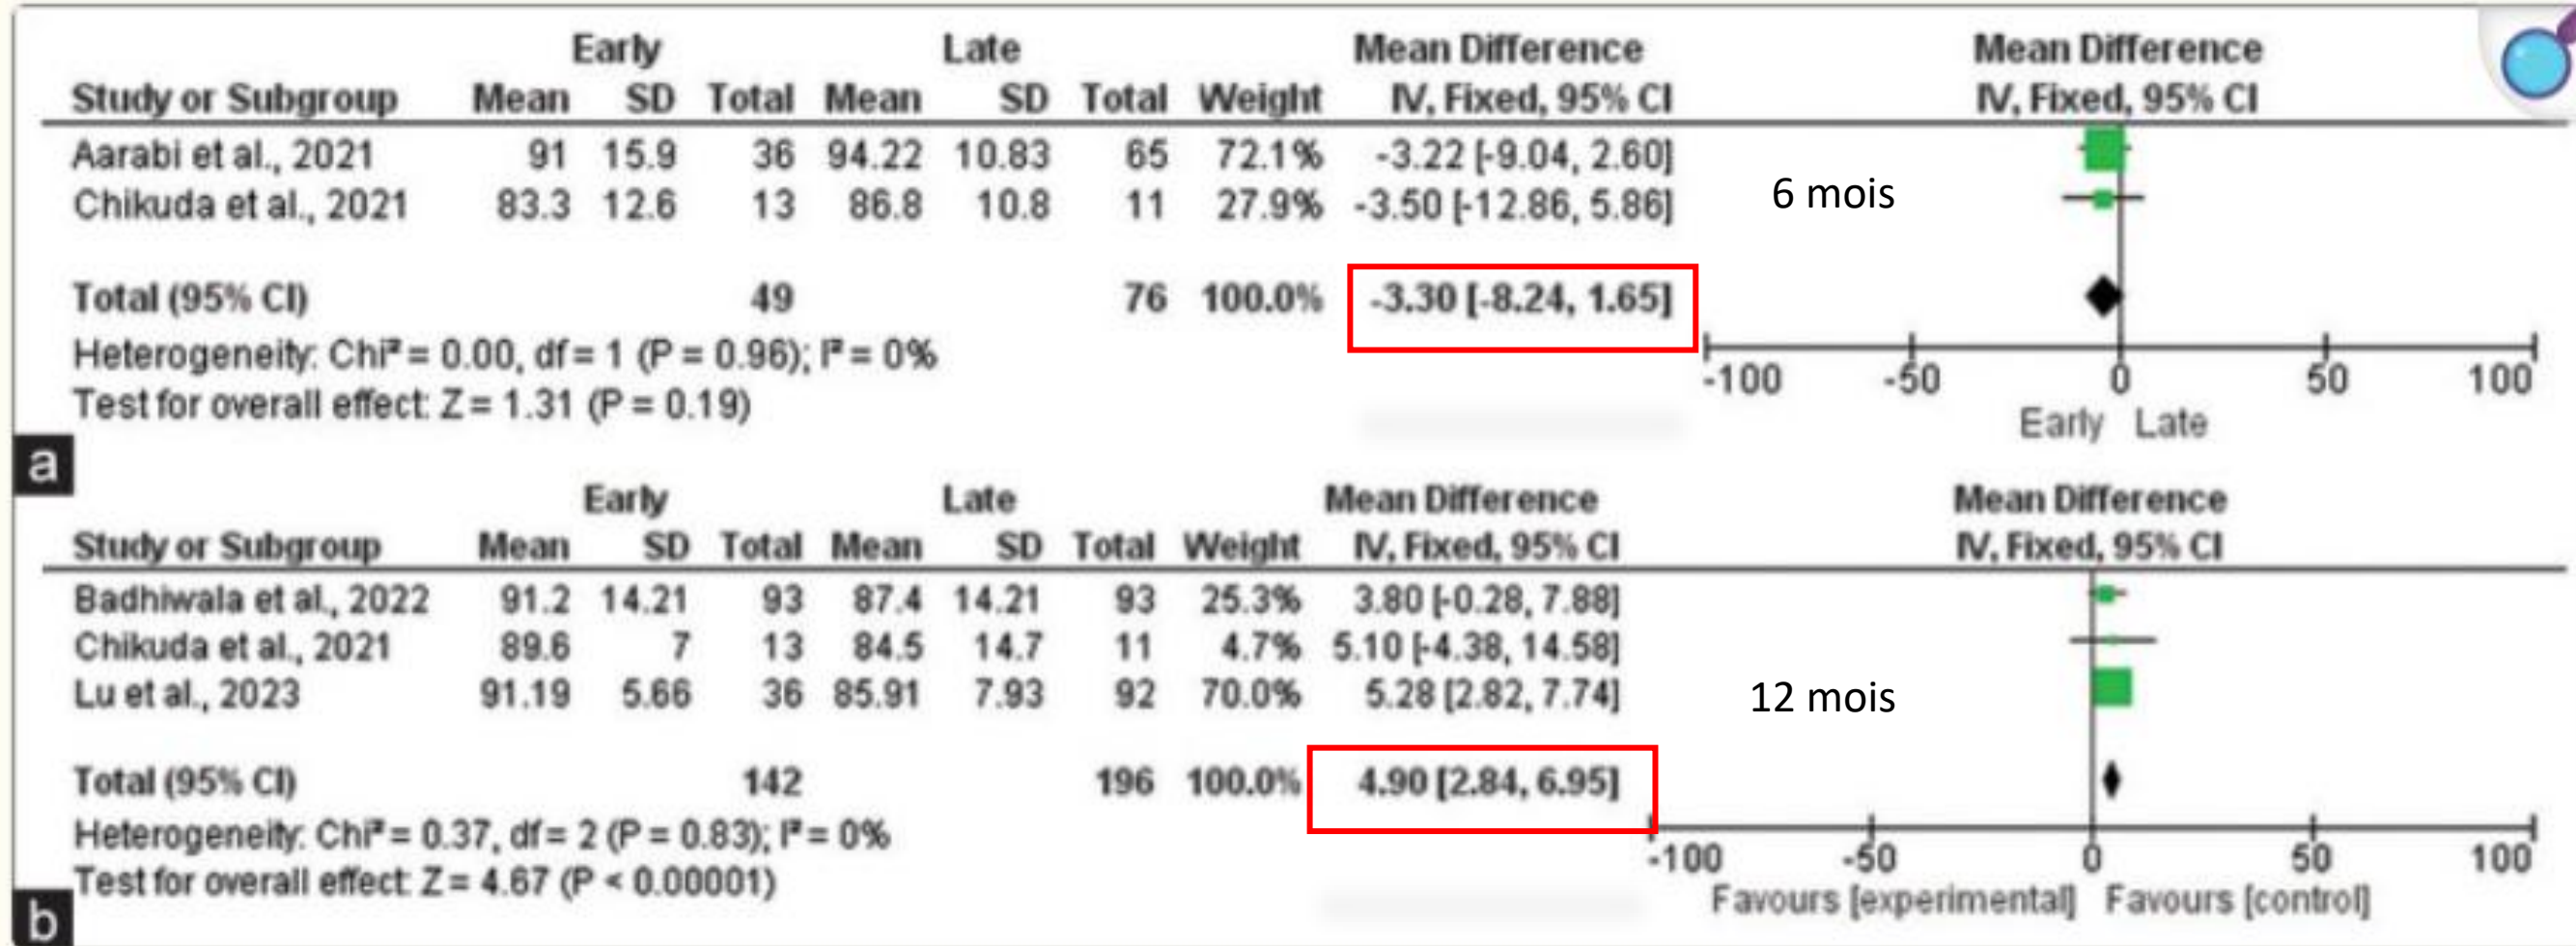 Early Late Mean Difference Mean Difference
Study or Subgroup Mean SD Total Mean SD Total Weight IV, Fixed, 95% CI IV, Fixed, 95% CI
Aarabi et al., 2021 91 15.9 36 94.22 10.83 65 72.1% -3.22 [-9.04, 2.60]
Chikuda et al., 2021 83.3 12.6 13 86.8 10.8 11 27.9% -3.50 [-12.86, 5.86]
6 mois
Total (95% CI) 49 76 100.0% -3.30 [-8.24, 1.65]
Heterogeneity: Chi² = 0.00, df = 1 (P = 0.96); I² = 0%
Test for overall effect: Z = 1.31 (P = 0.19)
-100 -50 0 50 100
Early Late
a
Early Late Mean Difference Mean Difference
Study or Subgroup Mean SD Total Mean SD Total Weight IV, Fixed, 95% CI IV, Fixed, 95% CI
Badhiwala et al., 2022 91.2 14.21 93 87.4 14.21 93 25.3% 3.80 [-0.28, 7.88]
Chikuda et al., 2021 89.6 7 13 84.5 14.7 11 4.7% 5.10 [-4.38, 14.58]
Lu et al., 2023 91.19 5.66 36 85.91 7.93 92 70.0% 5.28 [2.82, 7.74]
12 mois
Total (95% CI) 142 196 100.0% 4.90 [2.84, 6.95]
Heterogeneity: Chi² = 0.37, df = 2 (P = 0.83); I² = 0%
Test for overall effect: Z = 4.67 (P < 0.00001)
-100 -50 0 50 100
Favours [experimental] Favours [control]
b